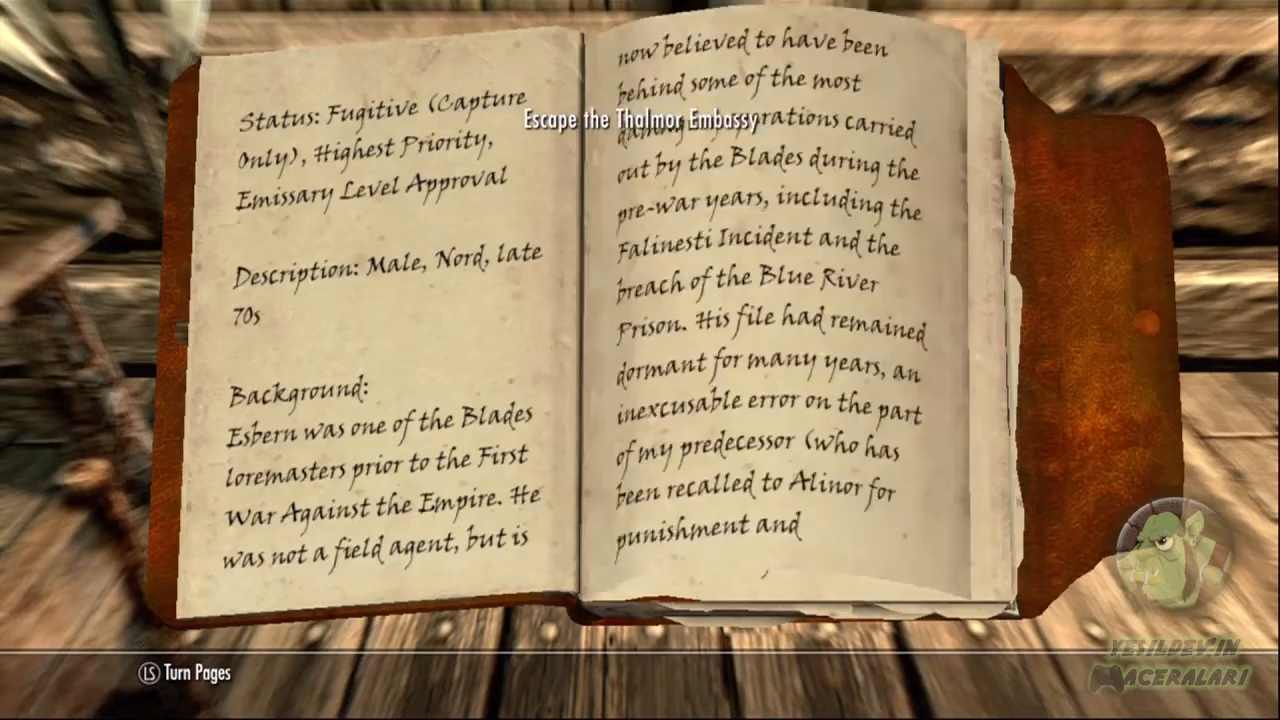 Status: Fugitive (Capture
Only), Highest Priority,
Emissary Level Approval
Description: Male, Nord, late
70s
Background:
Esbern was one of the Blades
loremasters prior to the First
War Against the Empire. He
was not a field agent, but is
now believed to have been
behind some of the most
carried
out by the Blades during the
pre-war years, including the
Falinesti Incident and the
breach of the Blue River
Prison. His file had remained
dormant for many years, an
inexcusable error on the part
of my predecessor (who has
been recalled to Alinor for
punishment and
Escape the Thalmor Embassy
LS Turn Pages
YESILDEV'IN
MACERALARI